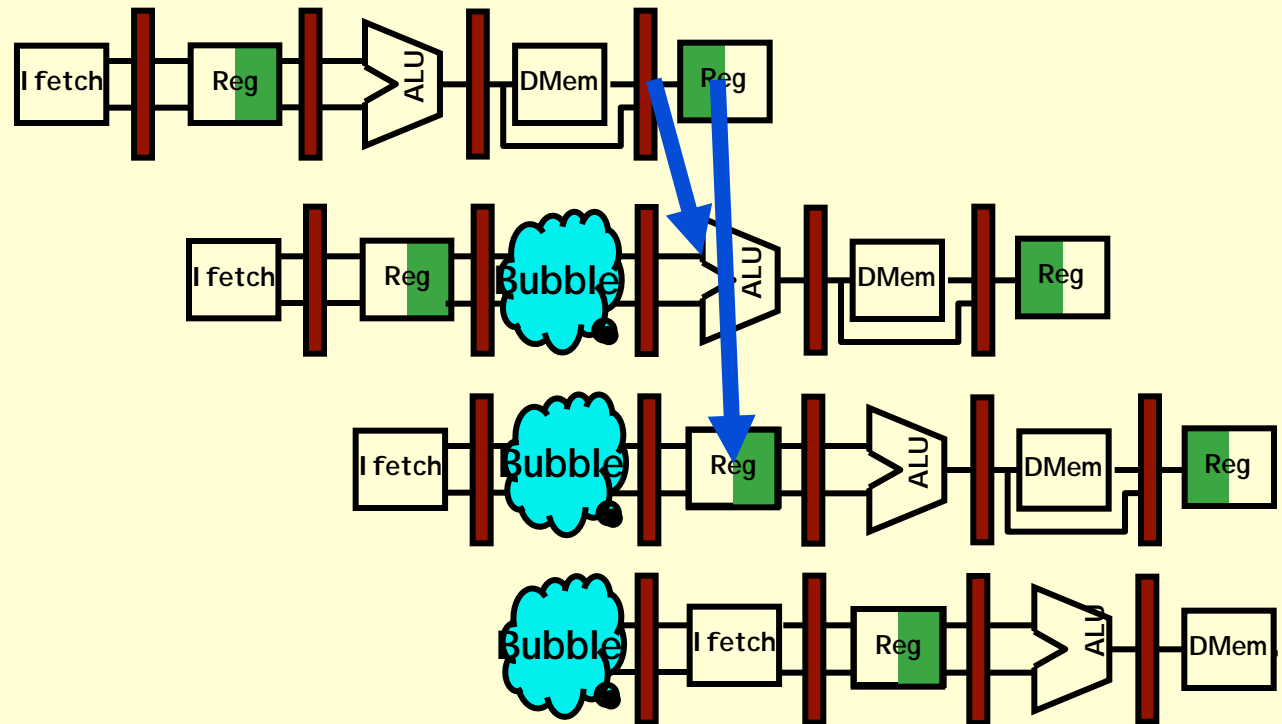 Ifetch
Reg
ALU
DMem
Reg
Ifetch
Reg
Bubble
ALU
DMem
Reg
Ifetch
Bubble
Reg
ALU
DMem
Reg
Bubble
Ifetch
Reg
ALU
DMem